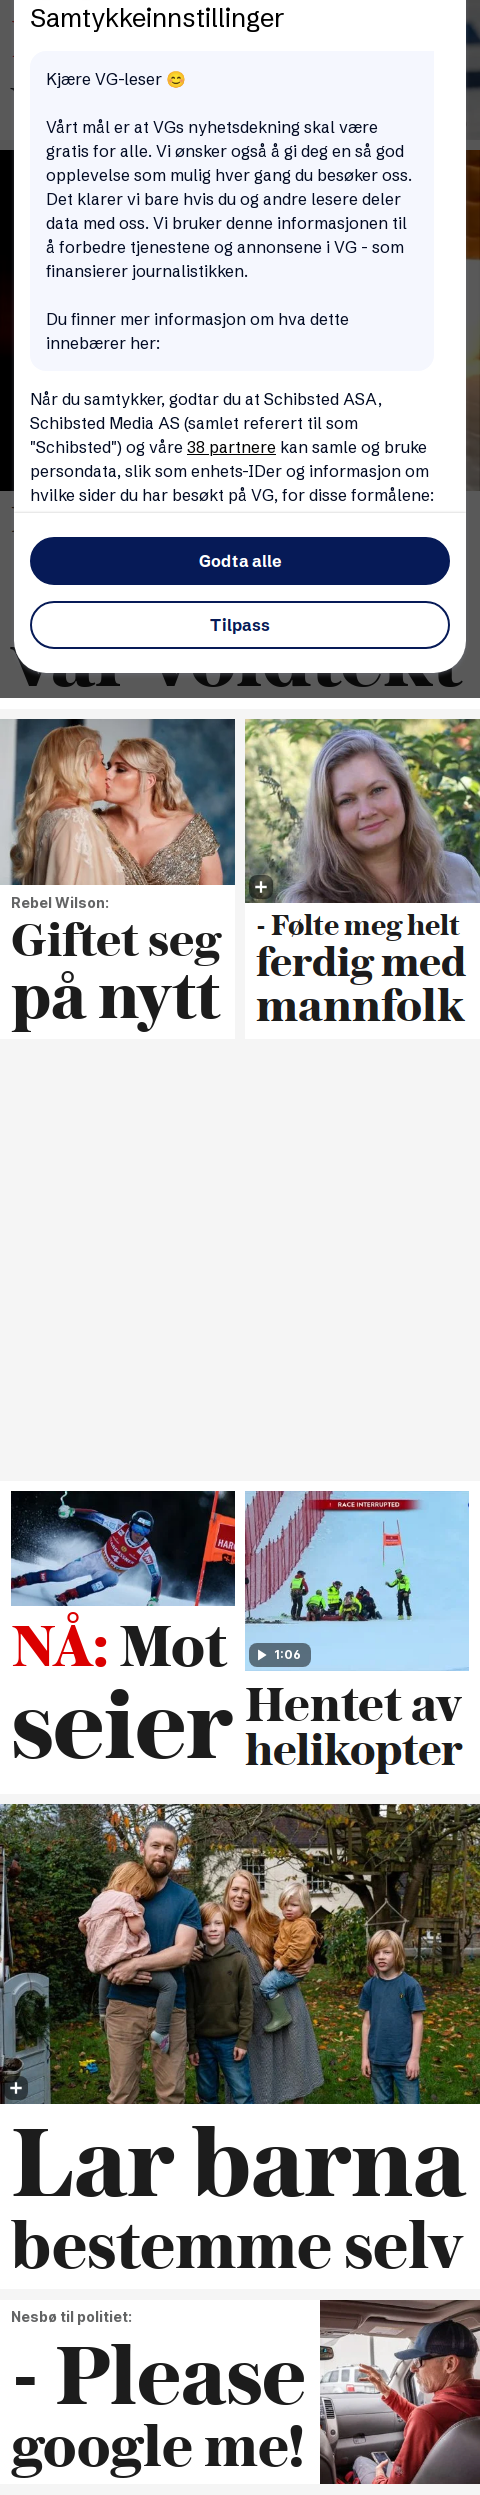 Samtykkeinnstillinger
Kjære VG-leser 😊
Vårt mål er at VGs nyhetsdekning skal være
gratis for alle. Vi ønsker også å gi deg en så god
opplevelse som mulig hver gang du besøker oss.
Det klarer vi bare hvis du og andre lesere deler
data med oss. Vi bruker denne informasjonen til
å forbedre tjenestene og annonsene i VG - som
finansierer journalistikken.
Du finner mer informasjon om hva dette
innebærer her:
Når du samtykker, godtar du at Schibsted ASA,
Schibsted Media AS (samlet referert til som
"Schibsted") og våre 38 partnere kan samle og bruke
persondata, slik som enhets-IDer og informasjon om
hvilke sider du har besøkt på VG, for disse formålene:
Godta alle
Tilpass
var voldtekt
Rebel Wilson:
Giftet seg
på nytt
- Følte meg helt
ferdig med
mannfolk
RACE INTERRUPTED
1:06
NÅ: Mot
seier
Hentet av
helikopter
Lar barna
bestemme selv
Nesbø til politiet:
- Please
google me!